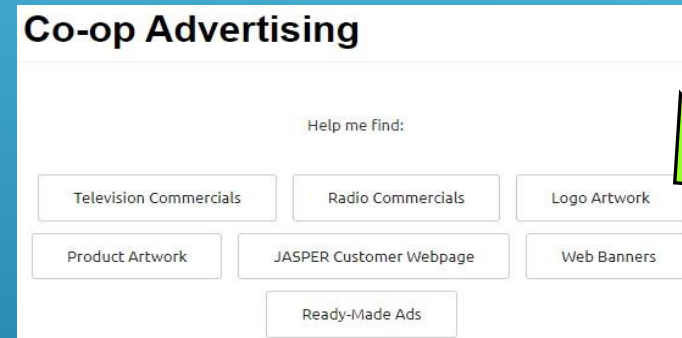 Co-op Advertising
Help me find:
Television Commercials Radio Commercials Logo Artwork
Product Artwork JASPER Customer Webpage Web Banners
Ready-Made Ads